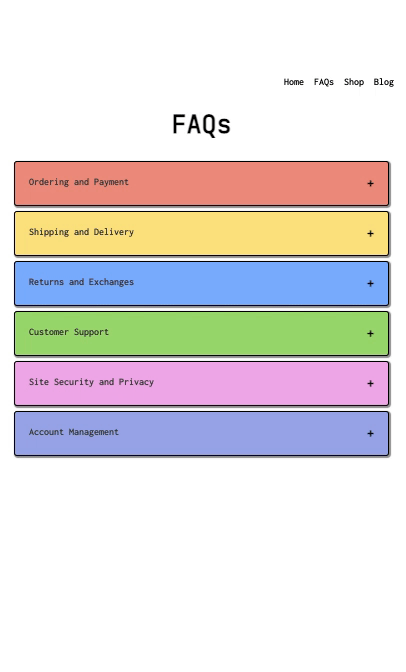 Home FAQs Shop Blog
FAQs
Ordering and Payment +
Shipping and Delivery +
Returns and Exchanges +
Customer Support +
Site Security and Privacy +
Account Management +